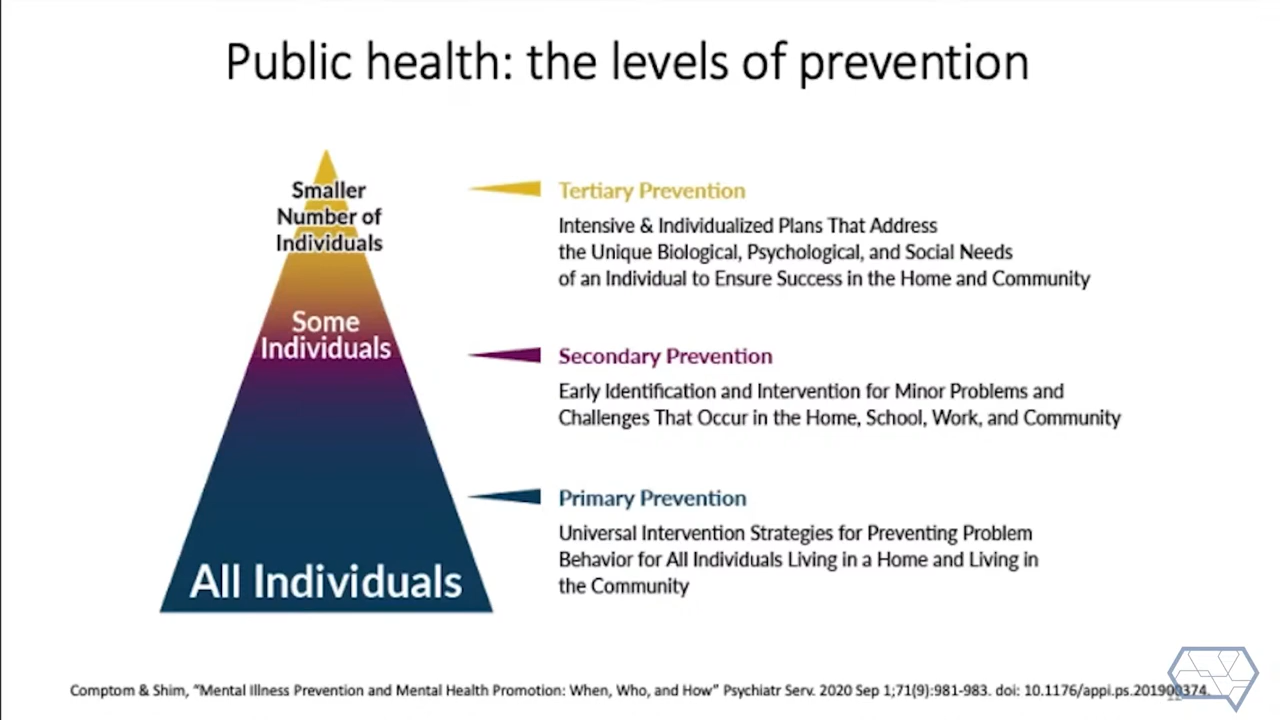 Public health: the levels of prevention
Smaller
Number of
Individuals
Some
Individuals
All Individuals
Tertiary Prevention
Intensive & Individualized Plans That Address
the Unique Biological, Psychological, and Social Needs
of an Individual to Ensure Success in the Home and Community
Secondary Prevention
Early Identification and Intervention for Minor Problems and
Challenges That Occur in the Home, School, Work, and Community
Primary Prevention
Universal Intervention Strategies for Preventing Problem
Behavior for All Individuals Living in a Home and Living in
the Community
Comptom & Shim, “Mental Illness Prevention and Mental Health Promotion: When, Who, and How” Psychiatr Serv. 2020 Sep 1;71(9):981-983. doi: 10.1176/appi.ps.201900374.